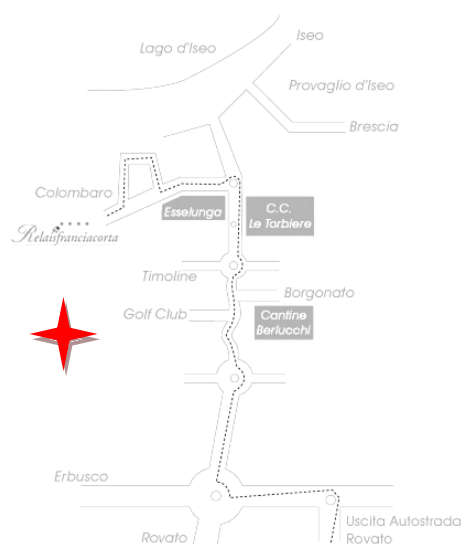 Iseo
Lago d'Iseo
Provaglio d'Iseo
Brescia
Colombaro
Esselunga
C.C.
Le Torbiere
Relaisfranciacorta
Timoline
Borgonato
Golf Club
Cantine
Berlucchi
Erbusco
Uscita Autostrada
Rovato
Rovato